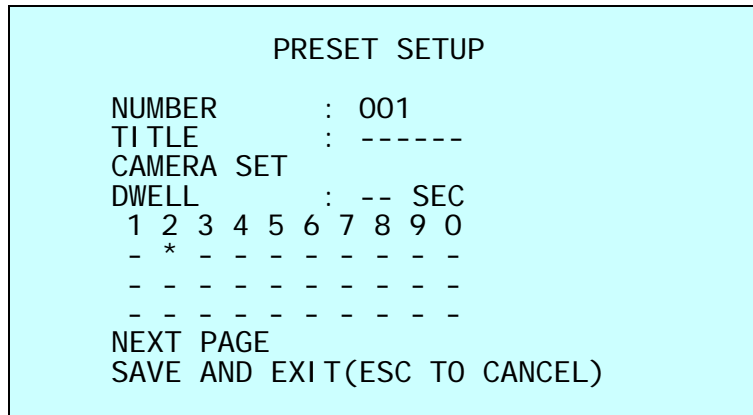 PRESET SETUP
NUMBER : 001
TITLE : ------
CAMERA SET
DWELL : -- SEC
1 2 3 4 5 6 7 8 9 0
- * - - - - - - - -
- - - - - - - - - -
- - - - - - - - - -
NEXT PAGE
SAVE AND EXIT(ESC TO CANCEL)